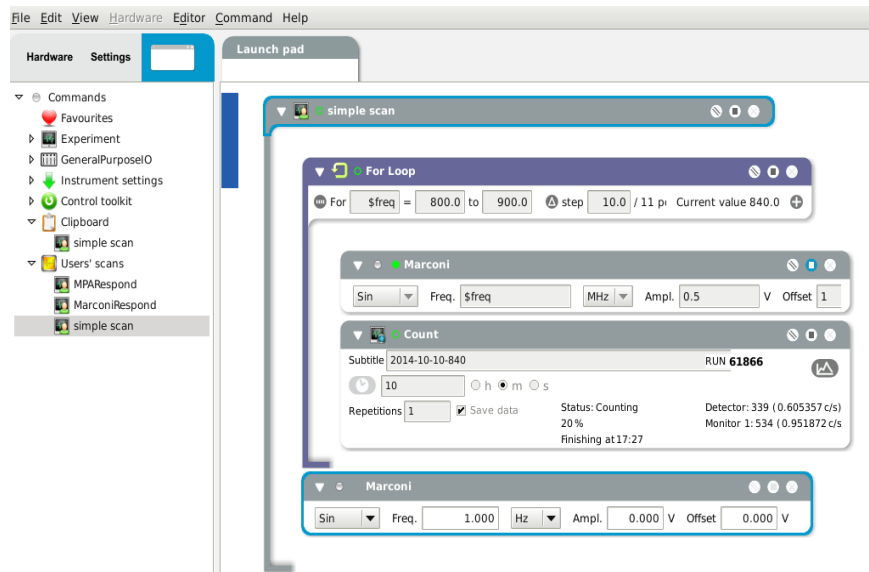 File Edit View Hardware Editor Command Help
Hardware Settings
Launch pad
Commands
Favourites
Experiment
GeneralPurposeIO
Instrument settings
Control toolkit
Clipboard
simple scan
Users' scans
MPARespond
MarconiRespond
simple scan
simple scan
For Loop
For $freq = 800.0 to 900.0 step 10.0 / 11 Current value 840.0
Marconi
Sin Freq. $freq MHz Ampl. 0.5 V Offset 1
Count
Subtitle 2014-10-10-840 RUN 61866
10 h m s
Repetitions 1 Save data Status: Counting Detector: 339 (0.605357 c/s)
20 % Monitor 1: 534 (0.951872 c/s
Finishing at 17:27
Marconi
Sin Freq. 1.000 Hz Ampl. 0.000 V Offset 0.000 V